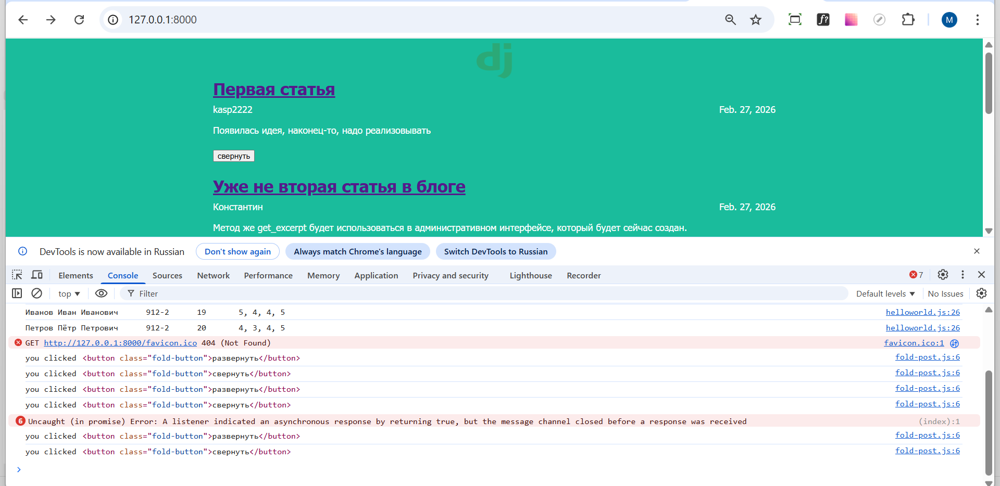 127.0.0.1:8000
M
dj
Первая статья
kasp2222 Feb. 27, 2026
Появилась идея, наконец-то, надо реализовывать
свернуть
Уже не вторая статья в блоге
Константин Feb. 27, 2026
Метод же get_excerpt будет использоваться в административном интерфейсе, который будет сейчас создан.
DevTools is now available in Russian Don't show again Always match Chrome's language Switch DevTools to Russian
Elements Console Sources Network Performance Memory Application Privacy and security Lighthouse Recorder 7
top Filter Default levels No Issues
Иванов Иван Иванович 912-2 19 5, 4, 4, 5 helloworld.js:26
Петров Пётр Петрович 912-2 20 4, 3, 4, 5 helloworld.js:26
GET http://127.0.0.1:8000/favicon.ico 404 (Not Found) favicon.ico:1
you clicked <button class="fold-button">развернуть</button> fold-post.js:6
you clicked <button class="fold-button">свернуть</button> fold-post.js:6
you clicked <button class="fold-button">развернуть</button> fold-post.js:6
you clicked <button class="fold-button">свернуть</button> fold-post.js:6
6 Uncaught (in promise) Error: A listener indicated an asynchronous response by returning true, but the message channel closed before a response was received (index):1
you clicked <button class="fold-button">развернуть</button> fold-post.js:6
you clicked <button class="fold-button">свернуть</button> fold-post.js:6